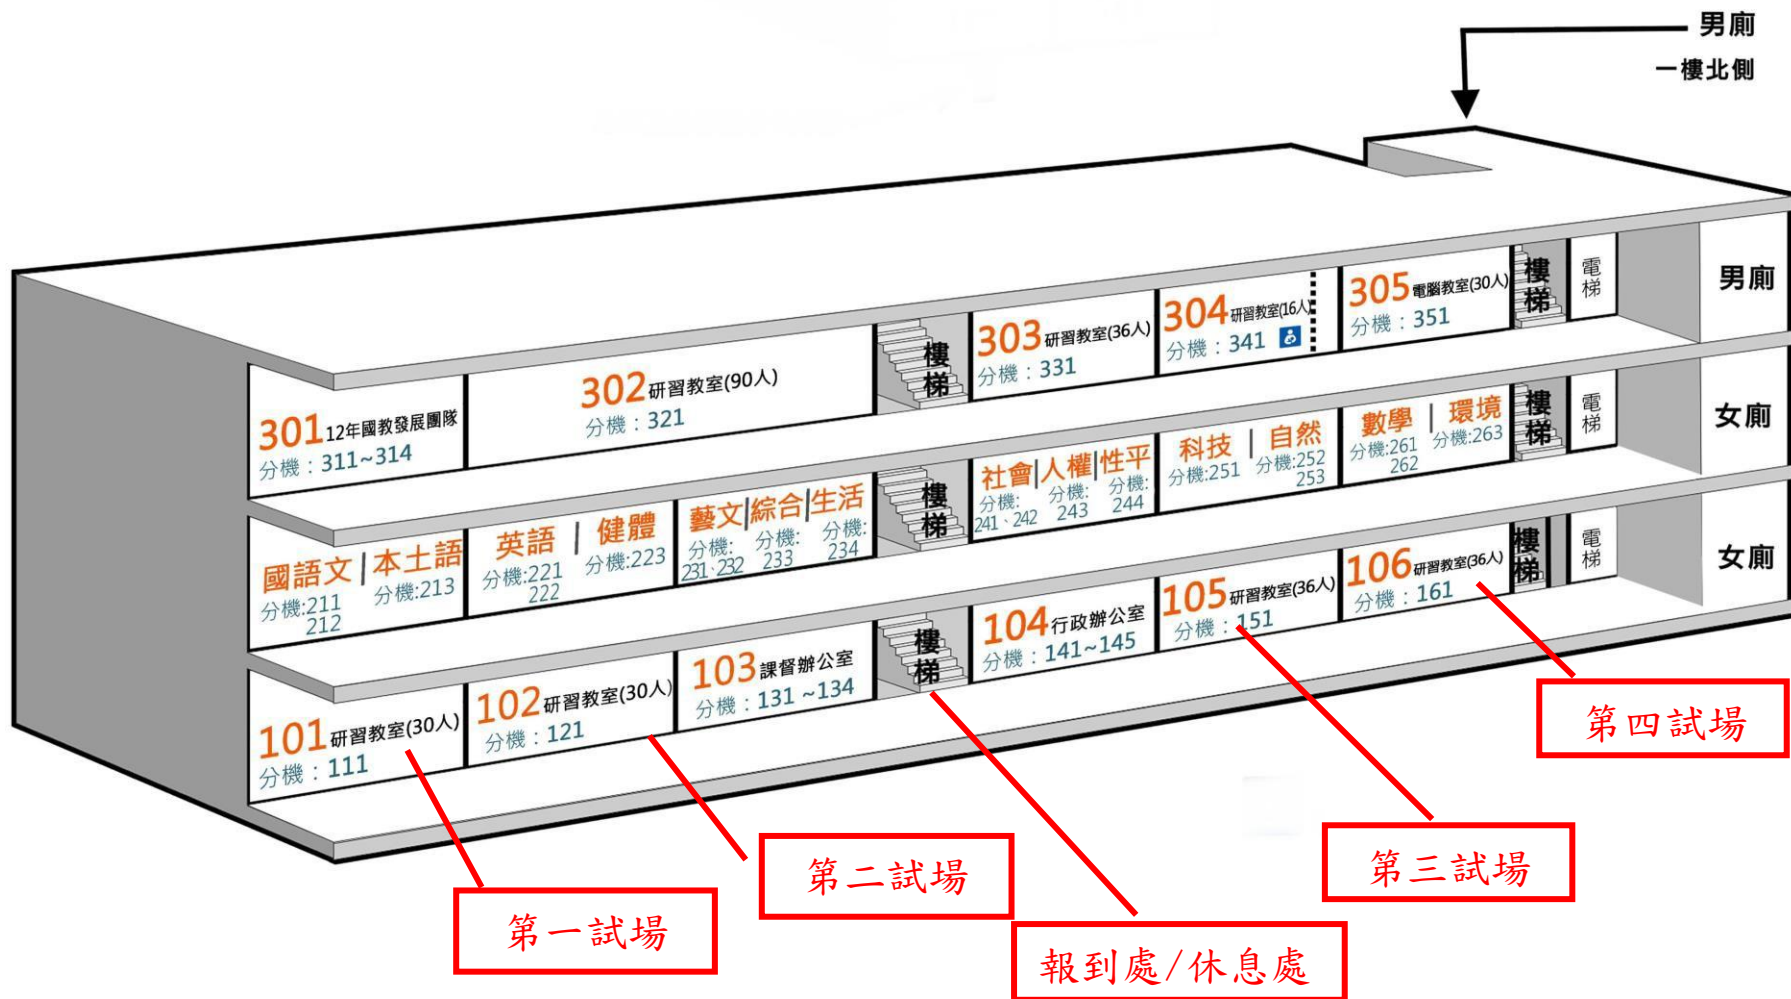 男廁
一樓北側
301 12年國教發展團隊
分機：311~314
302 研習教室(90人)
分機：321
樓梯
303 研習教室(36人)
分機：331
304 研習教室(16人)
分機：341
305 電腦教室(30人)
分機：351
樓梯
電梯
男廁
國語文|本土語
分機:211 分機:213
212
英語|健體
分機:221 分機:223
222
藝文|綜合|生活
分機: 分機: 分機:
231、232 233 234
樓梯
社會|人權|性平
分機: 分機: 分機:
241、242 243 244
科技|自然
分機:251 分機:252
253
數學|環境
分機:261 分機:263
262
樓梯
電梯
女廁
101 研習教室(30人)
分機：111
102 研習教室(30人)
分機：121
103 課督辦公室
分機：131 ~134
樓梯
104 行政辦公室
分機：141~145
105 研習教室(36人)
分機：151
106 研習教室(36人)
分機：161
樓梯
電梯
女廁
第一試場
第二試場
報到處/休息處
第三試場
第四試場